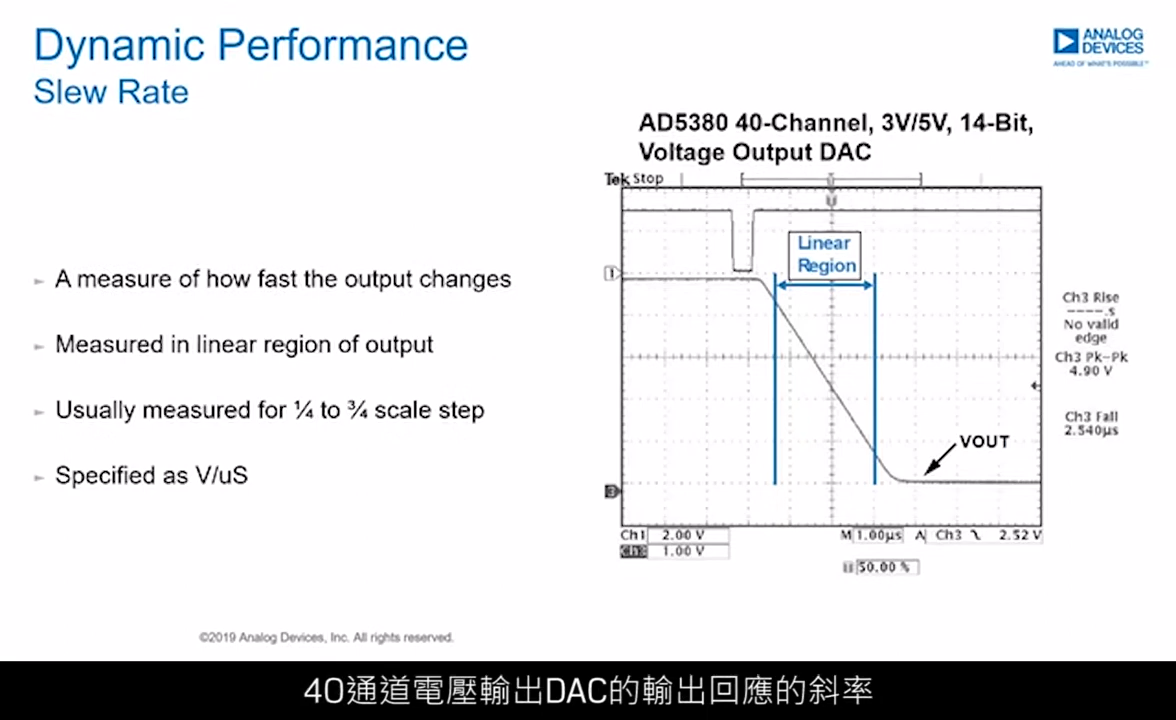 Dynamic Performance
Slew Rate
ANALOG
DEVICES
AHEAD OF WHAT'S POSSIBLE™
► A measure of how fast the output changes
► Measured in linear region of output
► Usually measured for ¼ to ¾ scale step
► Specified as V/uS
AD5380 40-Channel, 3V/5V, 14-Bit,
Voltage Output DAC
Tek Stop
Linear
Region
1
3
VOUT
Ch3 Rise
----.s
No valid
edge
Ch3 Pk-Pk
4.90 V
Ch3 Fall
2.540µs
Ch1 2.00 V M 1.00µs A Ch3 2.52 V
Ch3 1.00 V
50.00 %
©2019 Analog Devices, Inc. All rights reserved.
40通道電壓輸出DAC的輸出回應的斜率